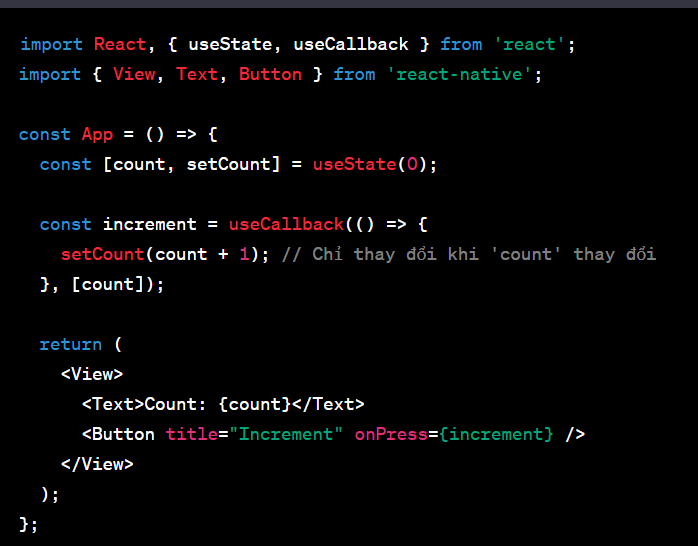 import React, { useState, useCallback } from 'react';
import { View, Text, Button } from 'react-native';

const App = () => {
  const [count, setCount] = useState(0);

  const increment = useCallback(() => {
    setCount(count + 1); // Chỉ thay đổi khi 'count' thay đổi
  }, [count]);

  return (
    <View>
      <Text>Count: {count}</Text>
      <Button title="Increment" onPress={increment} />
    </View>
  );
};